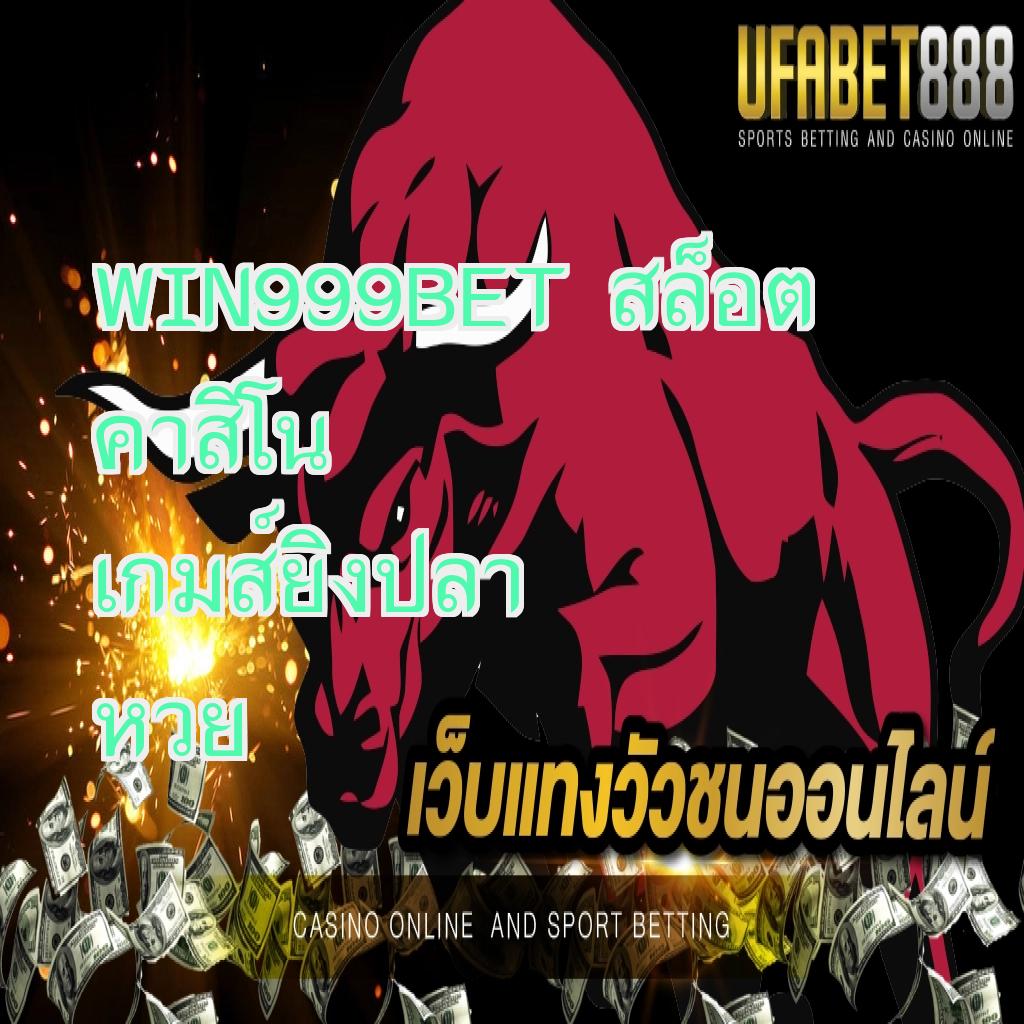 UFABET888
SPORTS BETTING AND CASINO ONLINE
WIN999BET สล็อต
คาสิโน
เกมส์ยิงปลา
หวย
เว็บแทงวัวชนออนไลน์
CASINO ONLINE AND SPORT BETTING